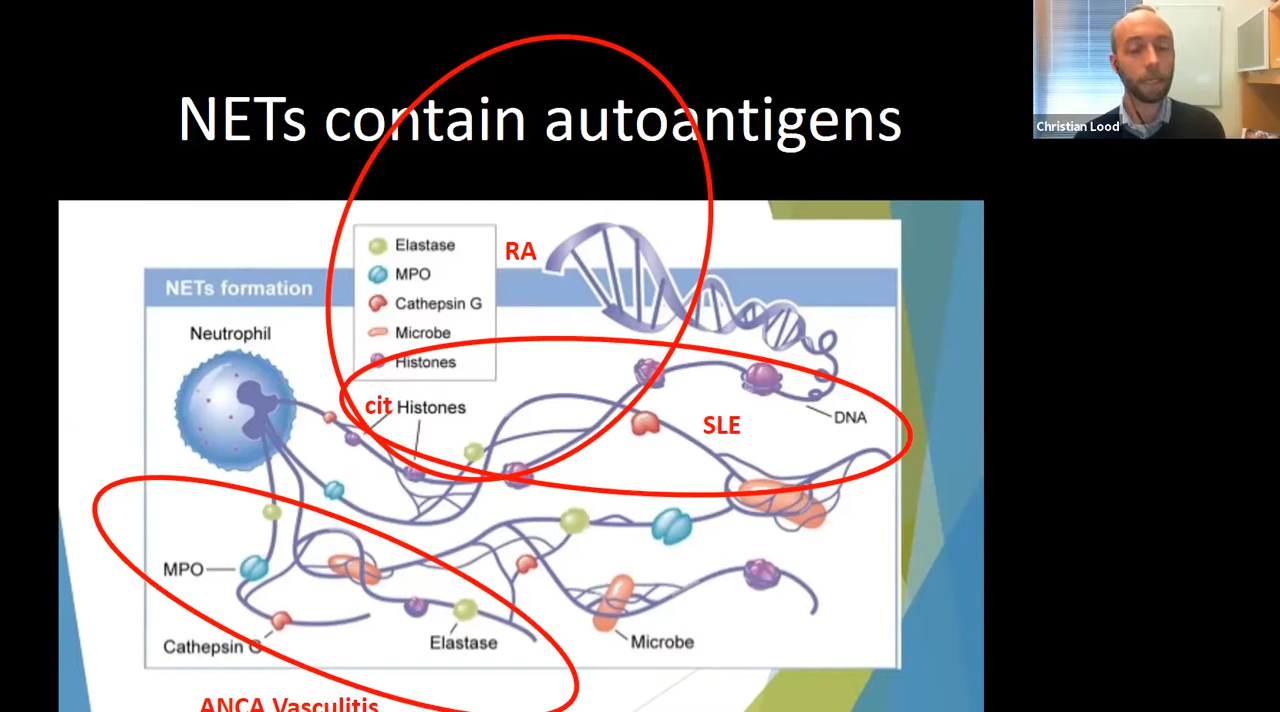 Christian Lood
NETs contain autoantigens
Elastase
MPO
Cathepsin G
Microbe
Histones
RA
NETs formation
Neutrophil
cit Histones
SLE
DNA
MPO
Cathepsin G
Elastase
Microbe
ANCA Vasculitis